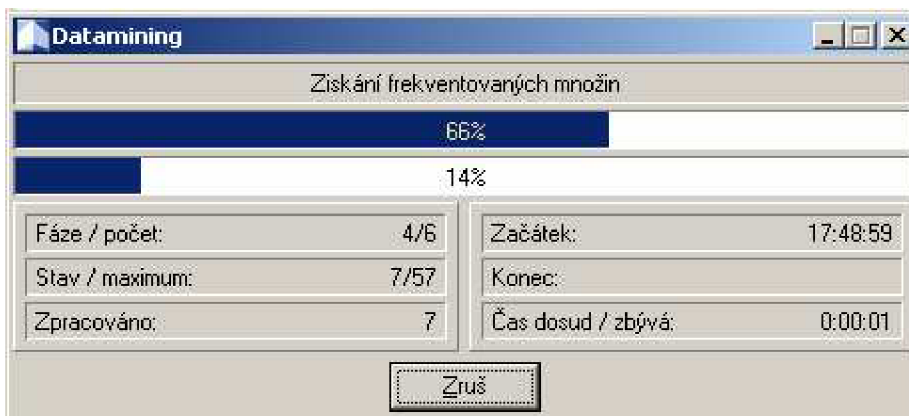 Datamining
Získání frekventovaných množin
66%
14%
Fáze / počet: 4/6
Stav / maximum: 7/57
Zpracováno: 7
Začátek: 17:48:59
Konec:
Čas dosud / zbývá: 0:00:01
Zruš